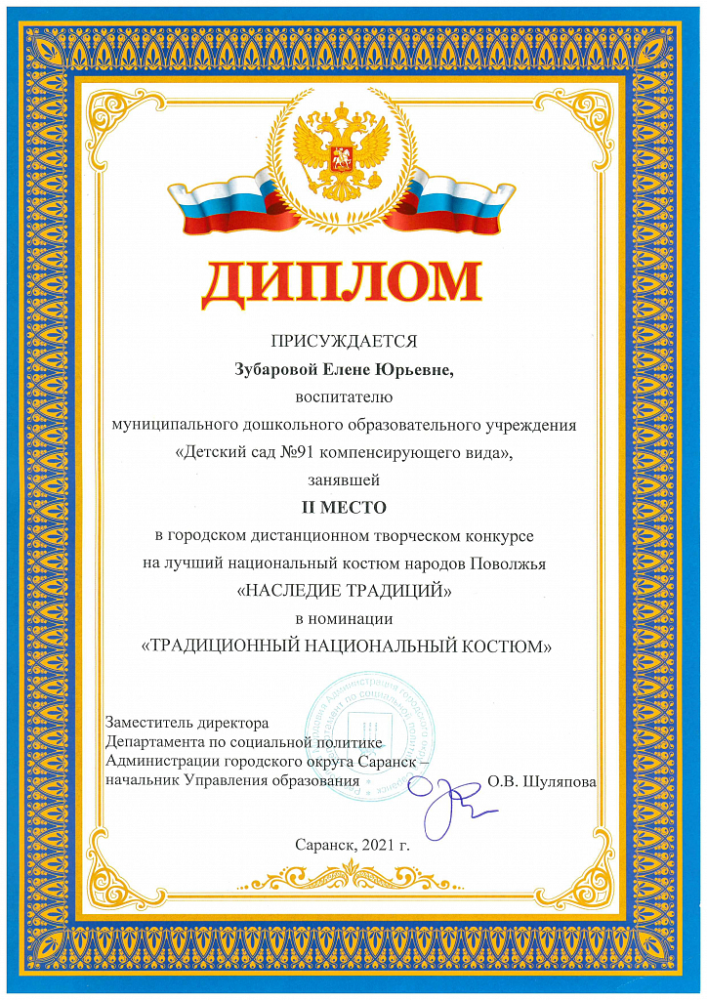 ДИПЛОМ
ПРИСУЖДАЕТСЯ
Зубаровой Елене Юрьевне,
воспитателю
муниципального дошкольного образовательного учреждения
«Детский сад №91 компенсирующего вида»,
занявшей
II МЕСТО
в городском дистанционном творческом конкурсе
на лучший национальный костюм народов Поволжья
«НАСЛЕДИЕ ТРАДИЦИЙ»
в номинации
«ТРАДИЦИОННЫЙ НАЦИОНАЛЬНЫЙ КОСТЮМ»
Заместитель директора
Департамента по социальной политике
Администрации городского округа Саранск –
начальник Управления образования О.В. Шуляпова
Саранск, 2021 г.